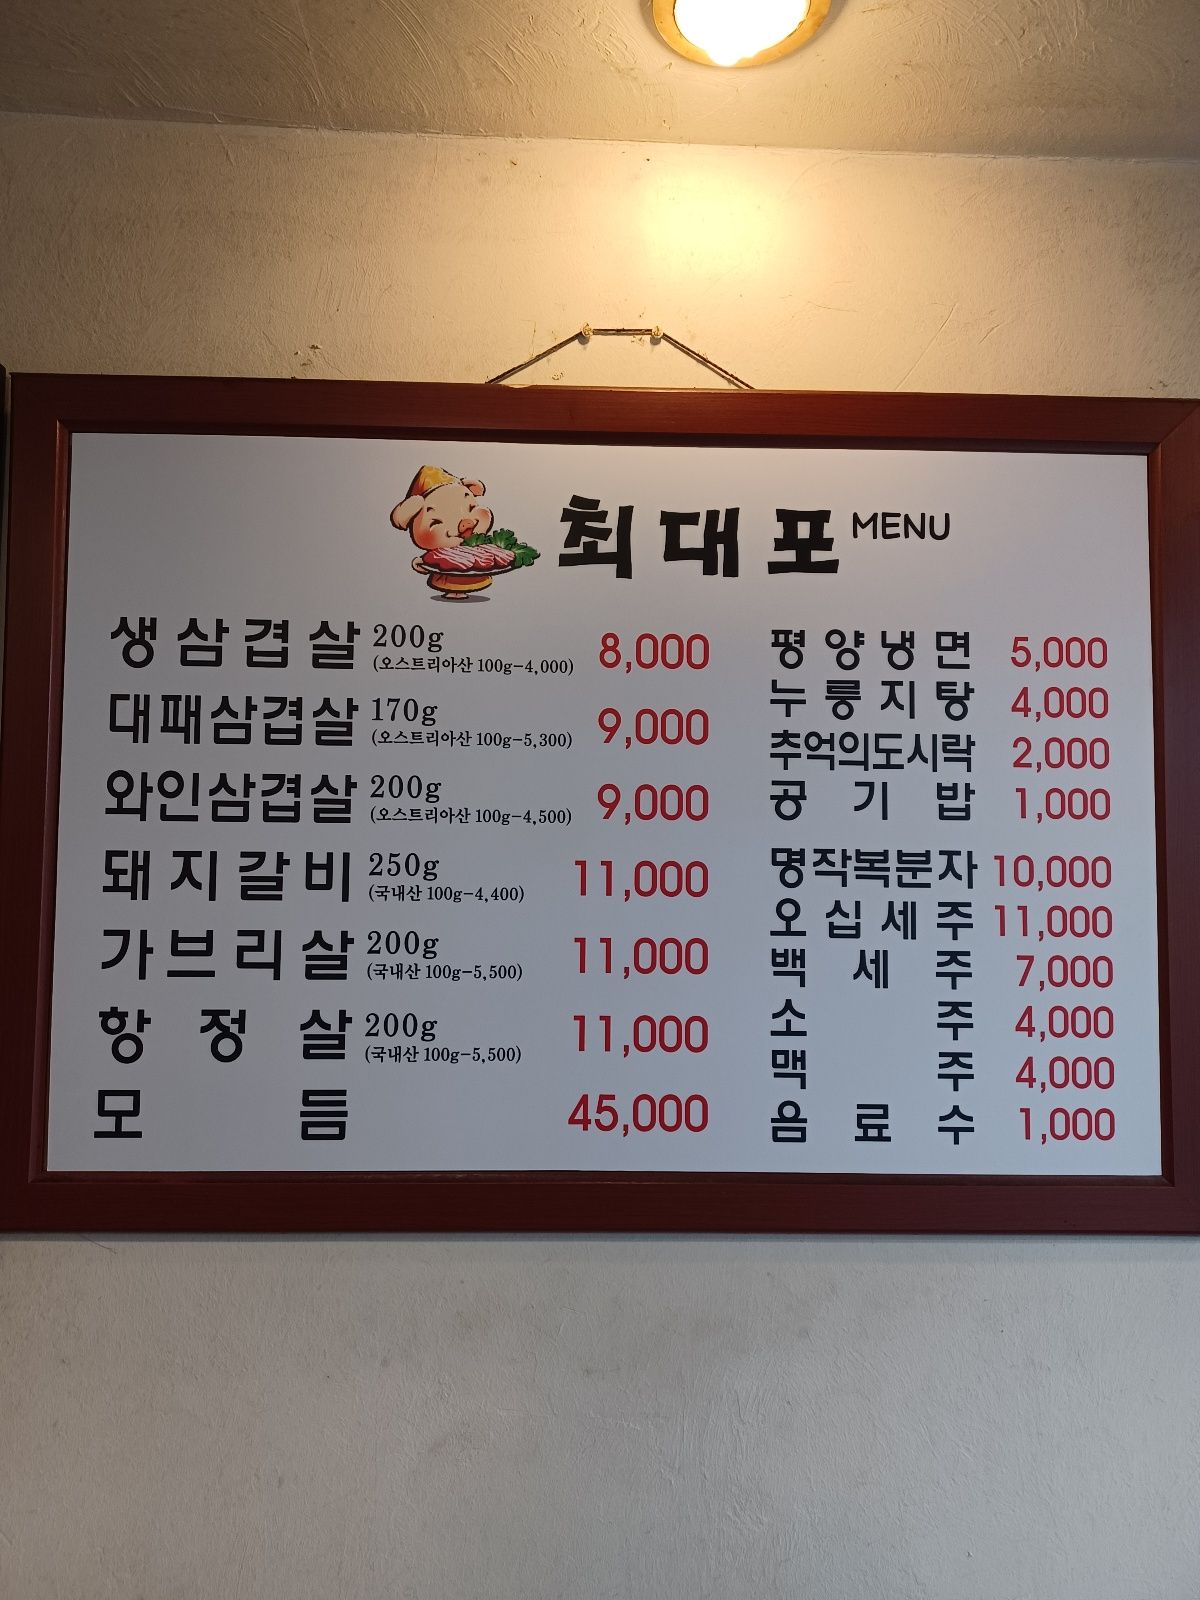 최대포 MENU
생삼겹살 200g 8,000
(오스트리아산 100g-4,000)
대패삼겹살 170g 9,000
(오스트리아산 100g-5,300)
와인삼겹살 200g 9,000
(오스트리아산 100g-4,500)
돼지갈비 250g 11,000
(국내산 100g-4,400)
가브리살 200g 11,000
(국내산 100g-5,500)
항정살 200g 11,000
(국내산 100g-5,500)
모듬 45,000
평양냉면 5,000
누룽지탕 4,000
추억의도시락 2,000
공기밥 1,000
명작복분자 10,000
오십세주 11,000
백세주 7,000
소주 4,000
맥주 4,000
음료수 1,000